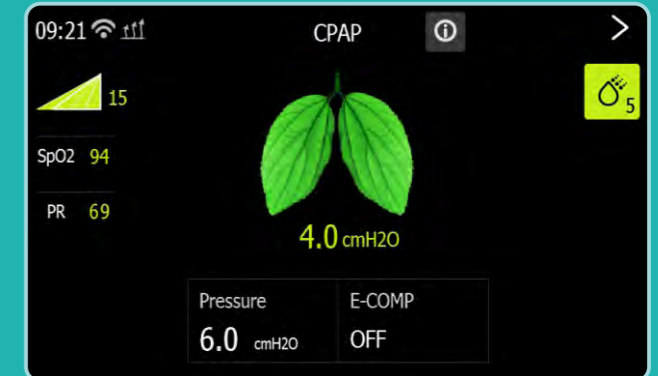 09:21 CPAP
15
5
SpO2 94
PR 69
4.0 cmH2O
Pressure E-COMP
6.0 cmH2O OFF